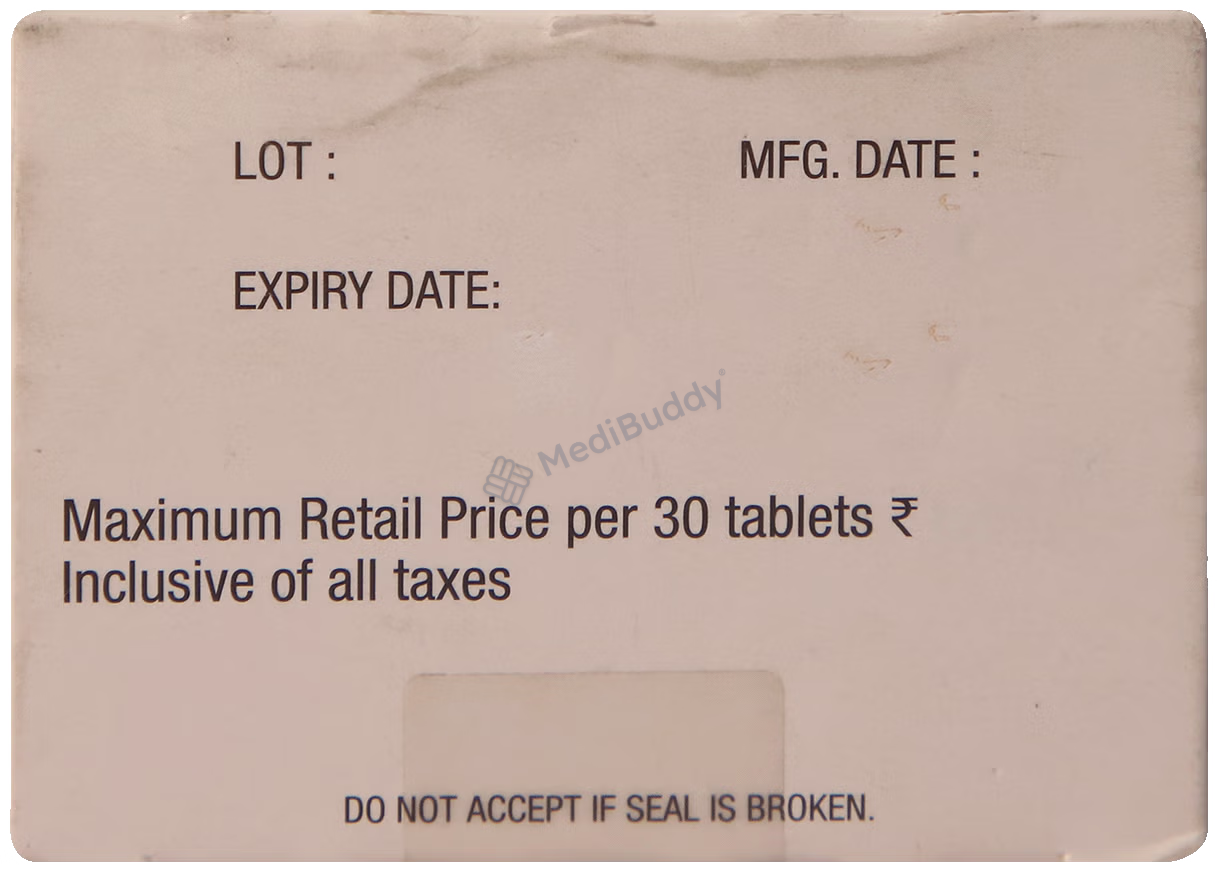 LOT :
MFG. DATE :
EXPIRY DATE:
MediBuddy
Maximum Retail Price per 30 tablets ₹
Inclusive of all taxes
DO NOT ACCEPT IF SEAL IS BROKEN.